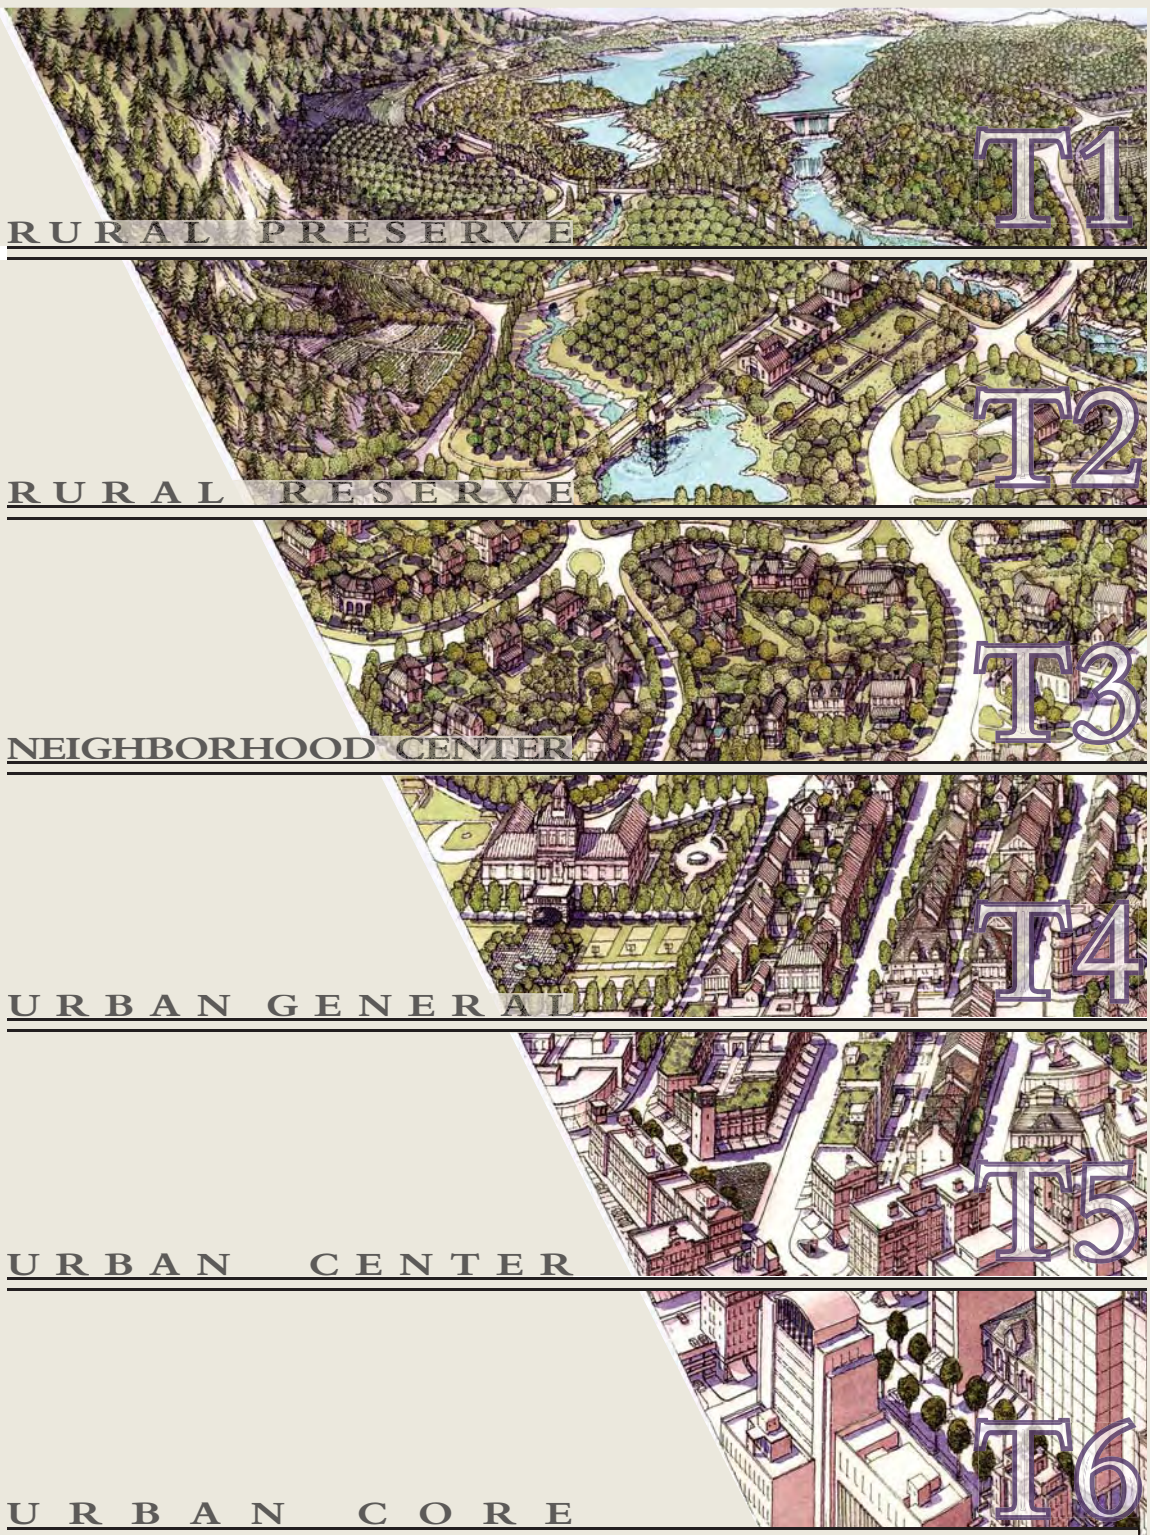 T1
RURAL PRESERVE
T2
RURAL RESERVE
T3
NEIGHBORHOOD CENTER
T4
URBAN GENERAL
T5
URBAN CENTER
T6
URBAN CORE